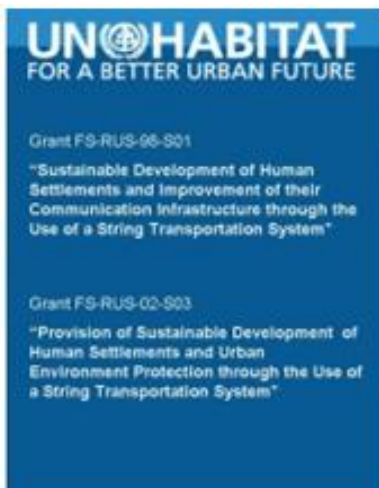 UN HABITAT
FOR A BETTER URBAN FUTURE
Grant FS-RUS-98-S01
“Sustainable Development of Human
Settlements and Improvement of their
Communication Infrastructure through the
Use of a String Transportation System”
Grant FS-RUS-02-S03
“Provision of Sustainable Development of
Human Settlements and Urban
Environment Protection through the Use of
a String Transportation System”